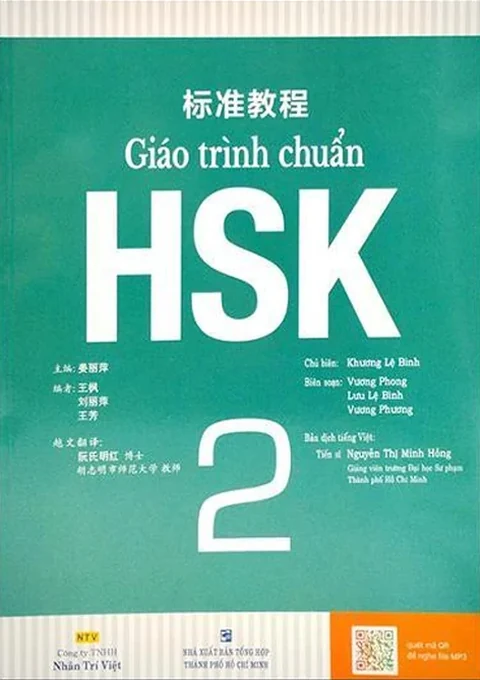 标准教程
Giáo trình chuẩn
HSK
主编: 姜丽萍
编者: 王枫
刘丽萍
王芳
越文翻译:
阮氏明红 博士
胡志明市师范大学 教师
Chủ biên: Khương Lệ Bình
Biên soạn: Vương Phong
Lưu Lệ Bình
Vương Phương
Bản dịch tiếng Việt:
Tiến sĩ Nguyễn Thị Minh Hồng
Giảng viên trường Đại học Sư phạm
Thành phố Hồ Chí Minh
2
NTV
Công ty TNHH
Nhân Trí Việt
NHÀ XUẤT BẢN TỔNG HỢP
THÀNH PHỐ HỒ CHÍ MINH
quét mã QR
để nghe file MP3